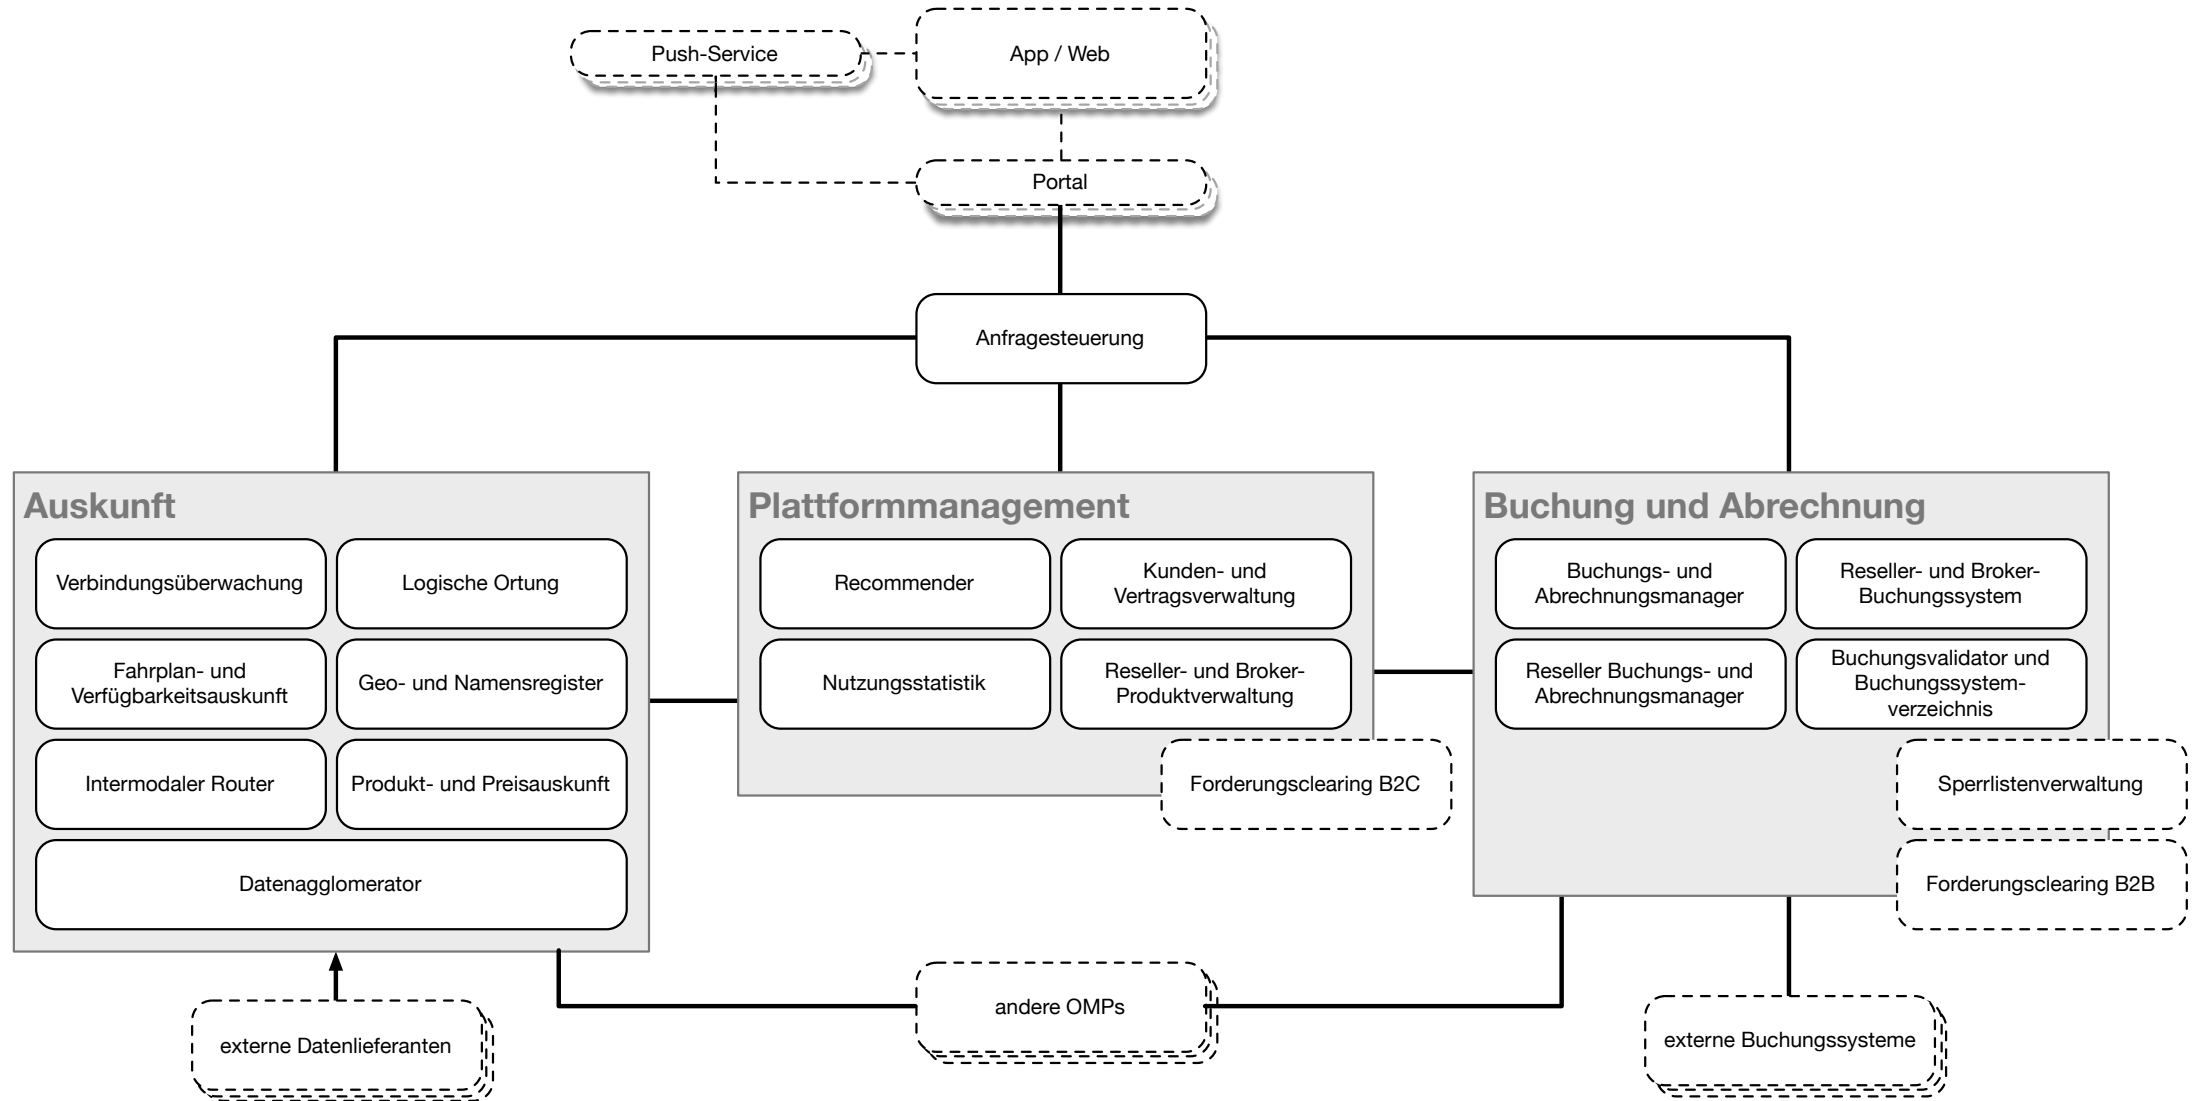 Push-Service
App / Web
Portal
Anfragesteuerung
Auskunft
Verbindungsüberwachung
Logische Ortung
Fahrplan- und
Verfügbarkeitsauskunft
Geo- und Namensregister
Intermodaler Router
Produkt- und Preisauskunft
Datenagglomerator
Plattformmanagement
Recommender
Kunden- und
Vertragsverwaltung
Nutzungsstatistik
Reseller- und Broker-
Produktverwaltung
Forderungsclearing B2C
Buchung und Abrechnung
Buchungs- und
Abrechnungsmanager
Reseller- und Broker-
Buchungssystem
Reseller Buchungs- und
Abrechnungsmanager
Buchungsvalidator und
Buchungssystem-
verzeichnis
Sperrlistenverwaltung
Forderungsclearing B2B
externe Datenlieferanten
andere OMPs
externe Buchungssysteme